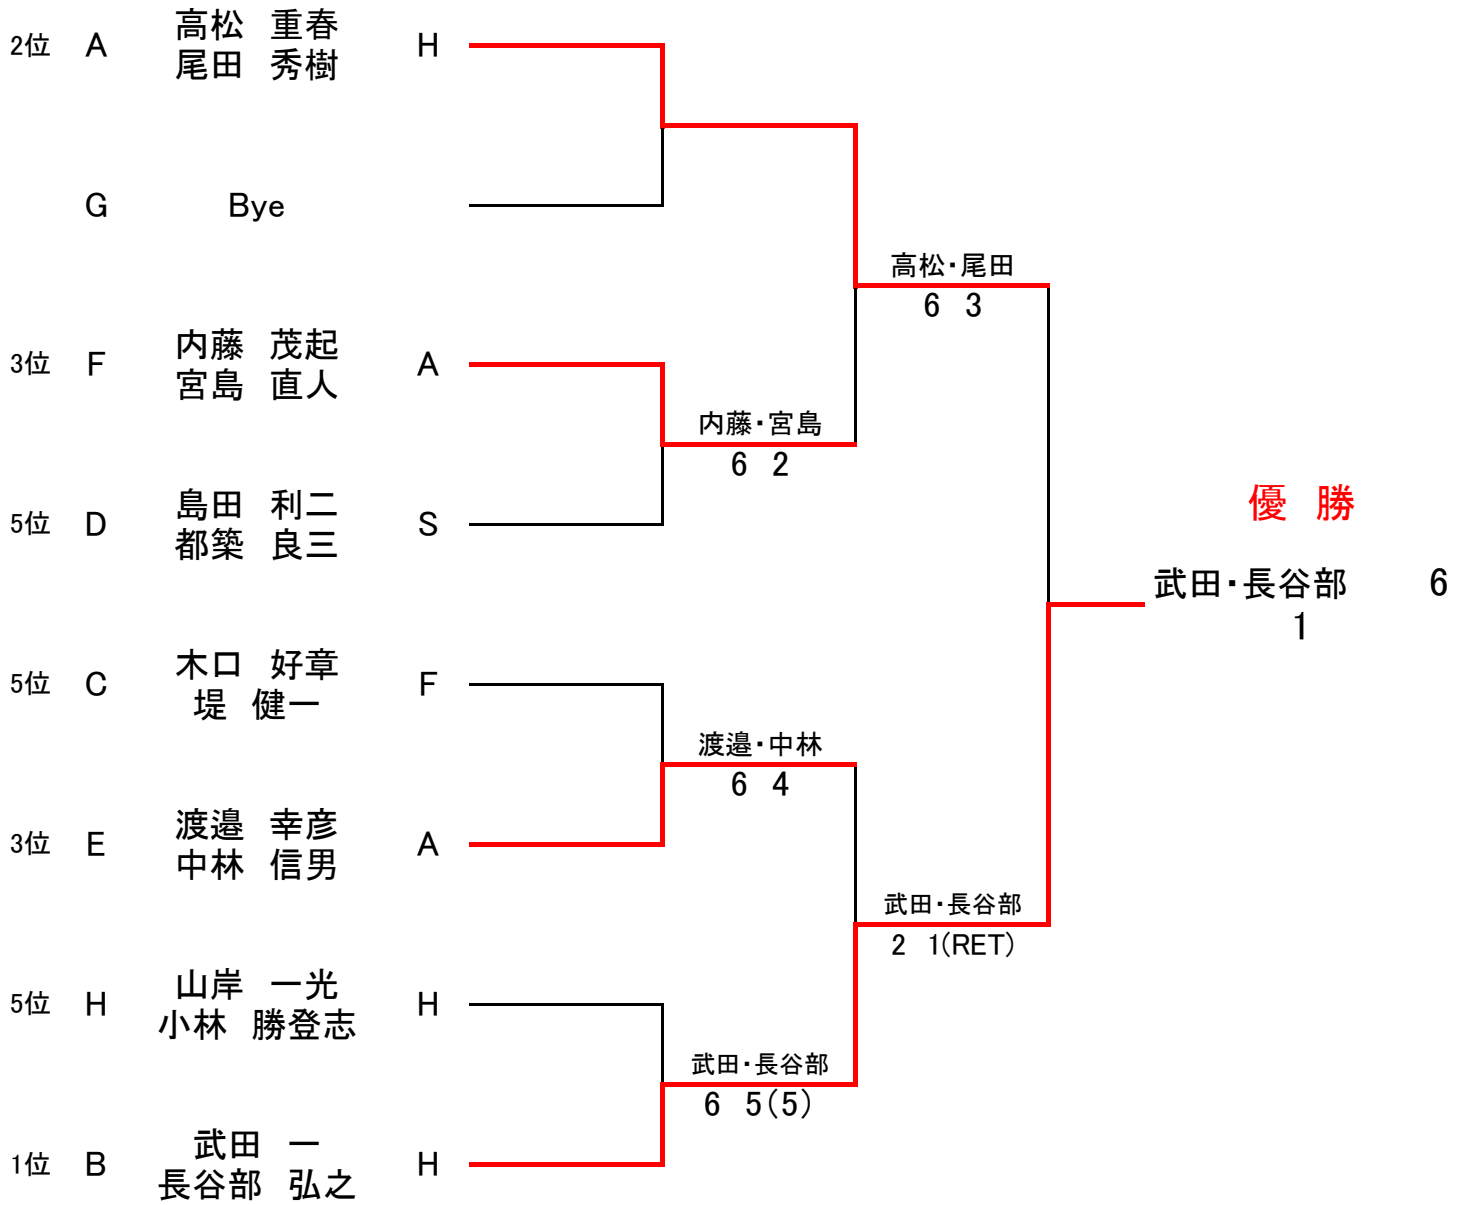 2位 A 高松 重春 H
尾田 秀樹
G Bye
高松・尾田
6 3
3位 F 内藤 茂起 A
宮島 直人
内藤・宮島
6 2
5位 D 島田 利二 S
都築 良三
優 勝
武田・長谷部 6
1
5位 C 木口 好章 F
堤 健一
渡邉・中林
6 4
3位 E 渡邉 幸彦 A
中林 信男
武田・長谷部
2 1(RET)
5位 H 山岸 一光 H
小林 勝登志
武田・長谷部
6 5(5)
1位 B 武田 一 H
長谷部 弘之